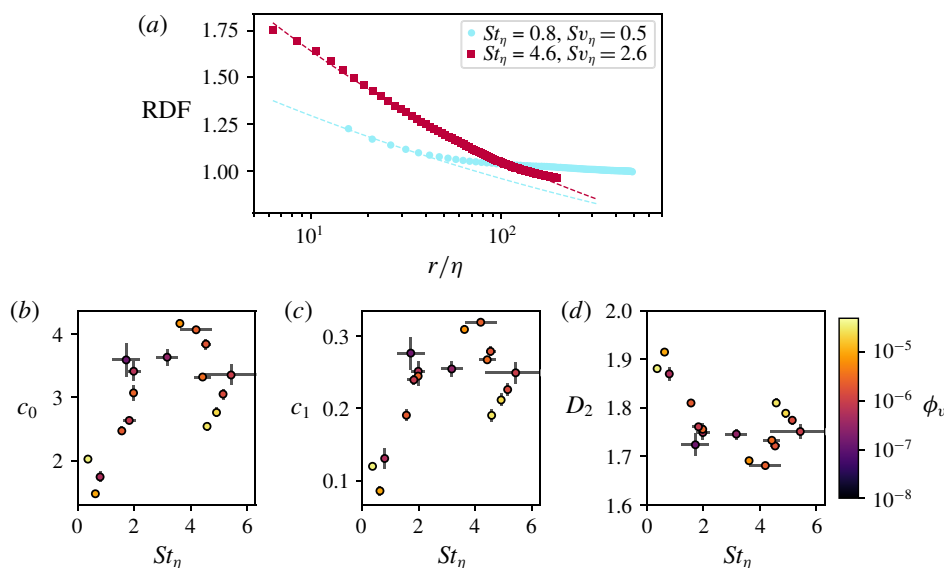 (a)
1.75
1.50
RDF
1.25
1.00
St_η = 0.8, Sv_η = 0.5
St_η = 4.6, Sv_η = 2.6
10^1
10^2
r/η
(b)
(c)
(d)
4
3
c_0
2
0
2
4
6
St_η
0.3
c_1
0.2
0.1
0
2
4
6
St_η
2.0
1.9
D_2
1.8
1.7
1.6
0
2
4
6
St_η
10^-5
10^-6
ϕ_v
10^-7
10^-8